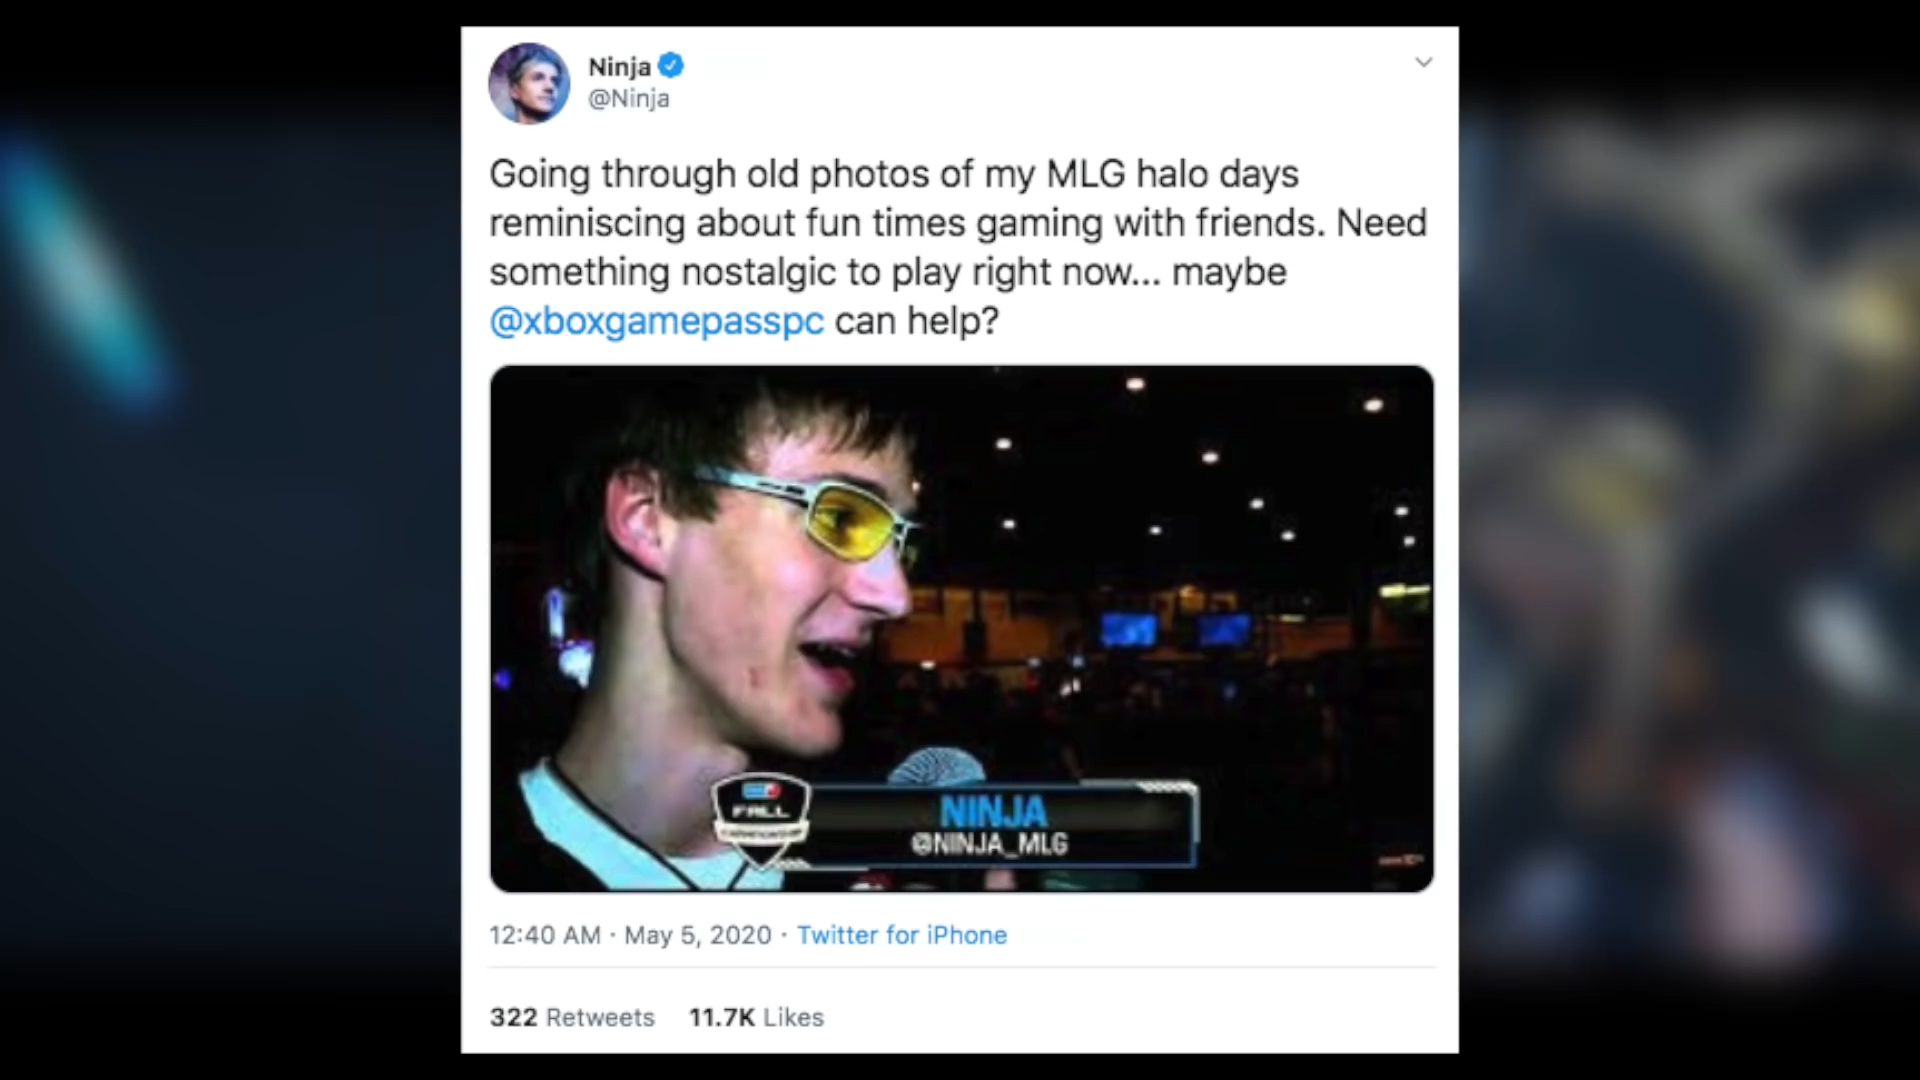 Ninja
@Ninja
Going through old photos of my MLG halo days
reminiscing about fun times gaming with friends. Need
something nostalgic to play right now... maybe
@xboxgamepasspc can help?
FALL
NINJA
@NINJA_MLG
12:40 AM · May 5, 2020 · Twitter for iPhone
322 Retweets 11.7K Likes